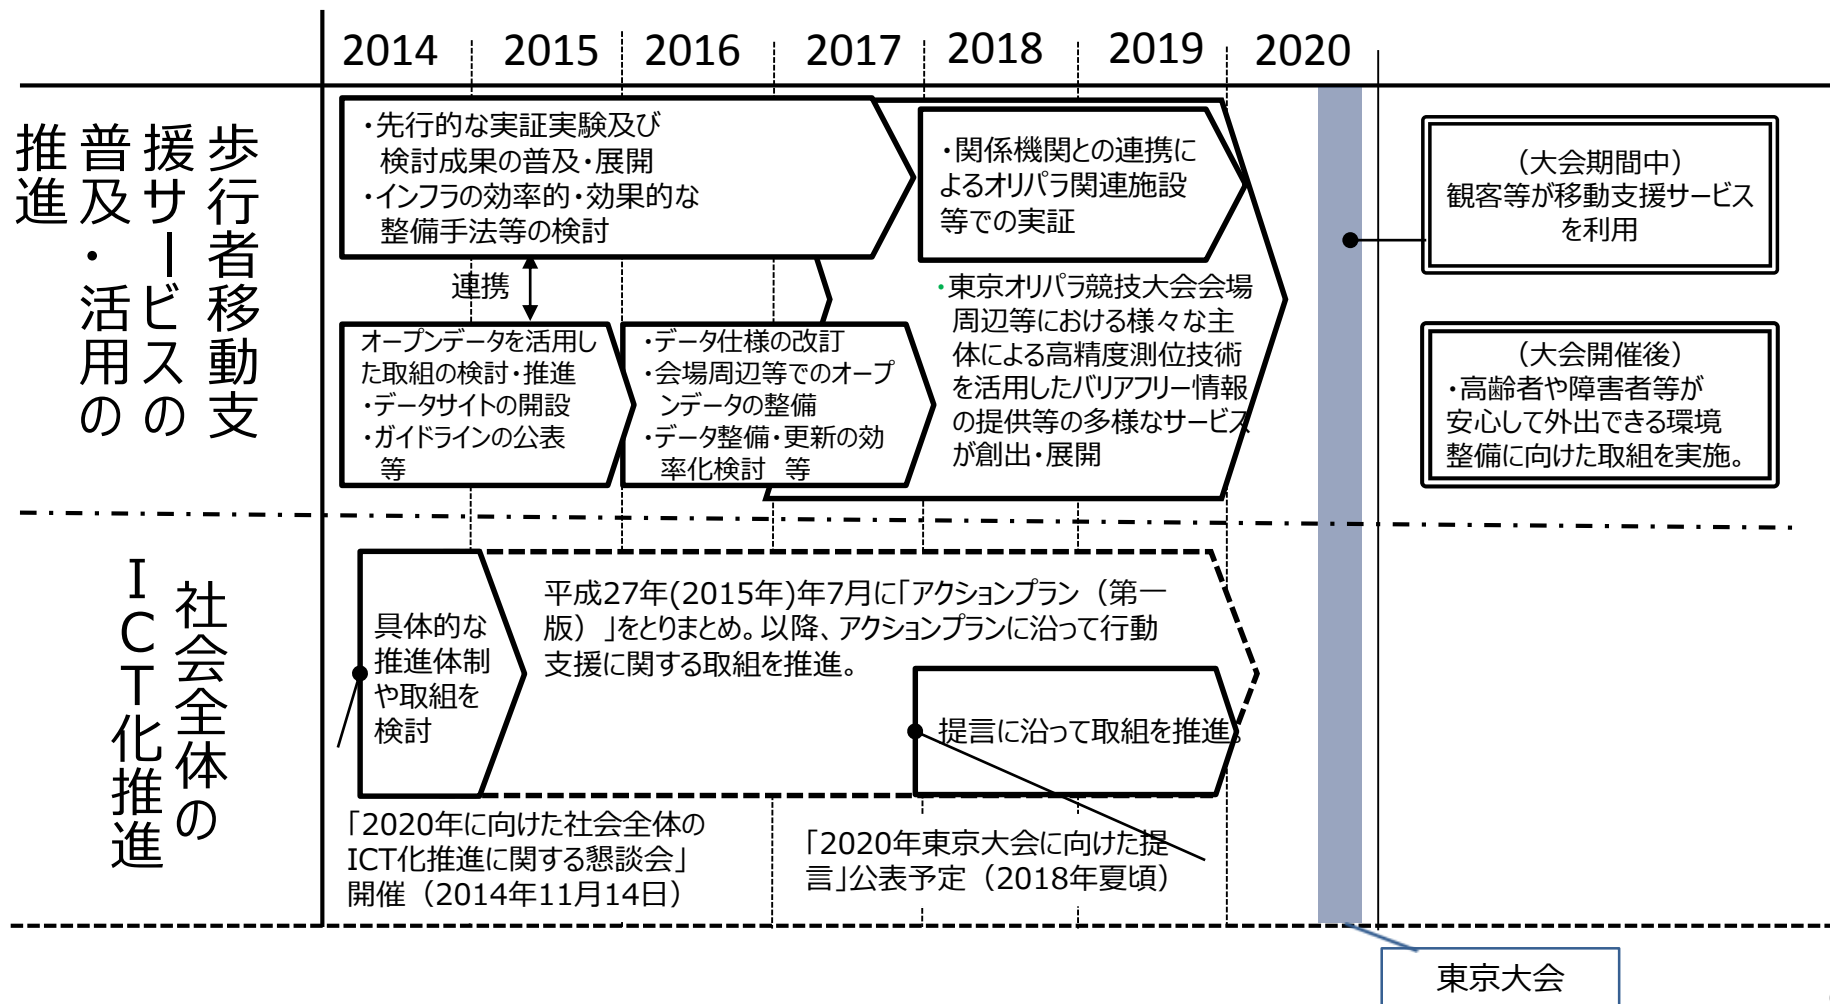 2014 2015 2016 2017 2018 2019 2020
歩行者移動支
援サービスの
普及・活用の
推進
・先行的な実証実験及び
検討成果の普及・展開
・インフラの効率的・効果的な
整備手法等の検討
・関係機関との連携に
よるオリパラ関連施設
等での実証
（大会期間中）
観客等が移動支援サービス
を利用
連携
オープンデータを活用し
た取組の検討・推進
・データサイトの開設
・ガイドラインの公表
等
・データ仕様の改訂
・会場周辺等でのオープ
ンデータの整備
・データ整備・更新の効
率化検討　等
・東京オリパラ競技大会会場
周辺等における様々な主
体による高精度測位技術
を活用したバリアフリー情報
の提供等の多様なサービス
が創出・展開
（大会開催後）
・高齢者や障害者等が
安心して外出できる環境
整備に向けた取組を実施。
社会全体の
ＩＣＴ化推進
具体的な
推進体制
や取組を
検討
平成27年(2015年)年7月に「アクションプラン（第一
版）」をとりまとめ。以降、アクションプランに沿って行動
支援に関する取組を推進。
提言に沿って取組を推進。
「2020年に向けた社会全体の
ICT化推進に関する懇談会」
開催（2014年11月14日）
「2020年東京大会に向けた提
言」公表予定（2018年夏頃）
東京大会